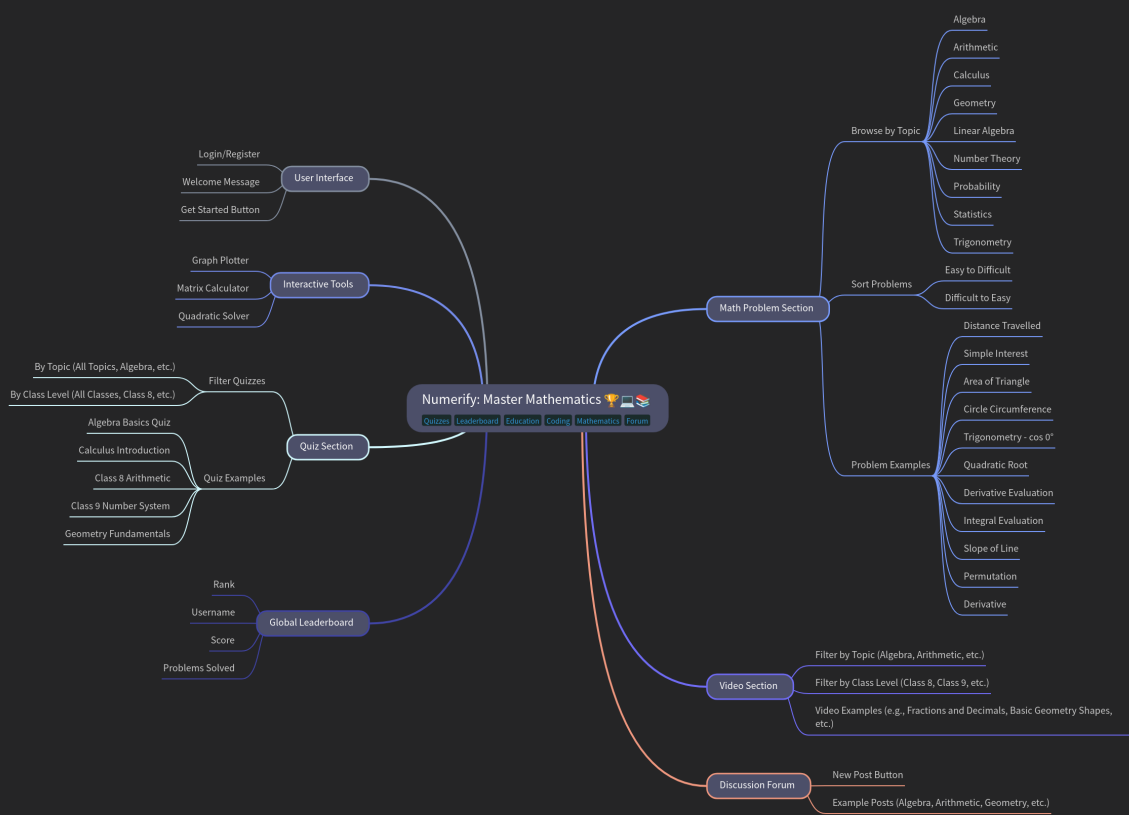 Numerify: Master Mathematics 🏆💻📚
Quizzes Leaderboard Education Coding Mathematics Forum
User Interface
Login/Register
Welcome Message
Get Started Button
Interactive Tools
Graph Plotter
Matrix Calculator
Quadratic Solver
Quiz Section
Filter Quizzes
By Topic (All Topics, Algebra, etc.)
By Class Level (All Classes, Class 8, etc.)
Quiz Examples
Algebra Basics Quiz
Calculus Introduction
Class 8 Arithmetic
Class 9 Number System
Geometry Fundamentals
Global Leaderboard
Rank
Username
Score
Problems Solved
Math Problem Section
Browse by Topic
Algebra
Arithmetic
Calculus
Geometry
Linear Algebra
Number Theory
Probability
Statistics
Trigonometry
Sort Problems
Easy to Difficult
Difficult to Easy
Problem Examples
Distance Travelled
Simple Interest
Area of Triangle
Circle Circumference
Trigonometry - cos 0°
Quadratic Root
Derivative Evaluation
Integral Evaluation
Slope of Line
Permutation
Derivative
Video Section
Filter by Topic (Algebra, Arithmetic, etc.)
Filter by Class Level (Class 8, Class 9, etc.)
Video Examples (e.g., Fractions and Decimals, Basic Geometry Shapes,
etc.)
Discussion Forum
New Post Button
Example Posts (Algebra, Arithmetic, Geometry, etc.)